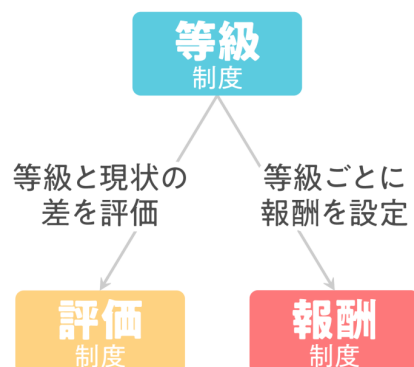 等級
制度
等級と現状の
差を評価
等級ごとに
報酬を設定
評価
制度
報酬
制度